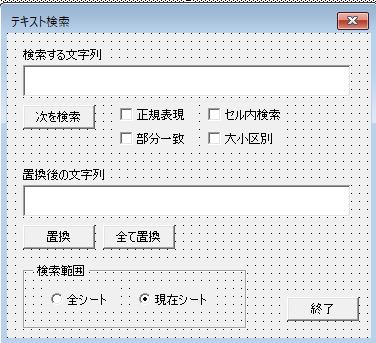 テキスト検索
検索する文字列
次を検索
正規表現
セル内検索
部分一致
大小区別
置換後の文字列
置換
全て置換
検索範囲
全シート
現在シート
終了